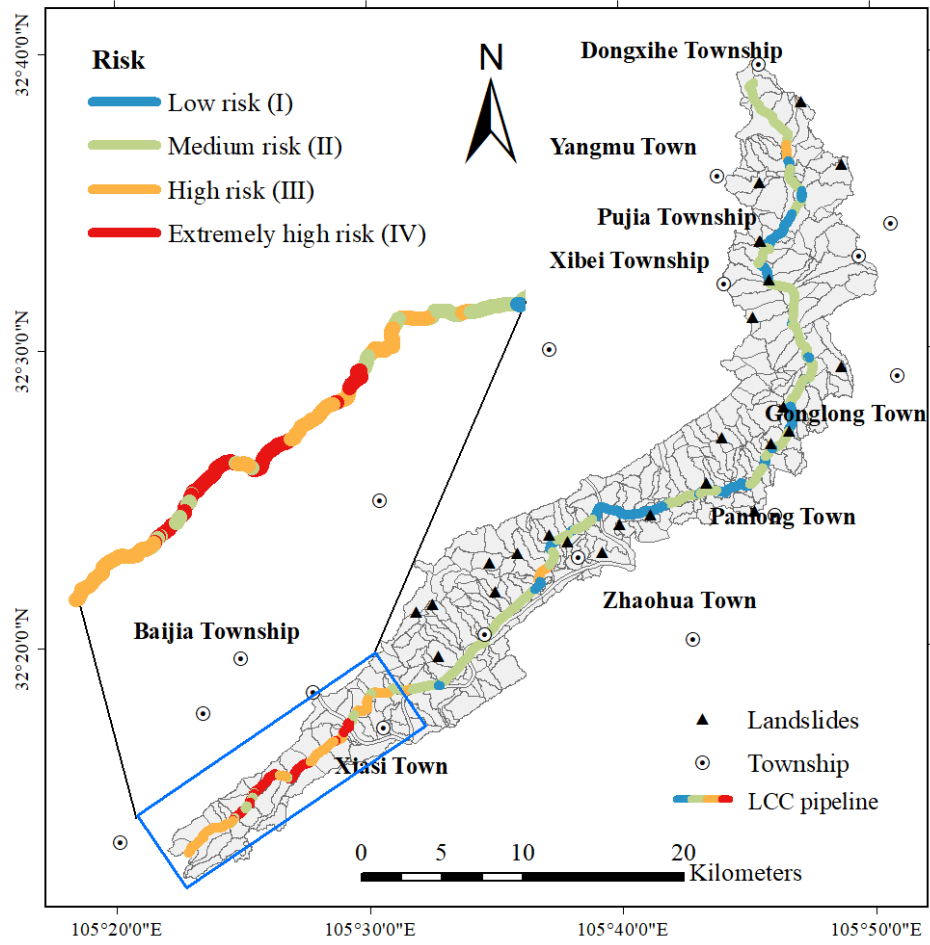 32°40'0"N
32°30'0"N
32°20'0"N
Risk
Low risk (I)
Medium risk (II)
High risk (III)
Extremely high risk (IV)
N
Dongxihe Township
Yangmu Town
Pujia Township
Xibei Township
Gonglong Town
Panlong Town
Zhaohua Town
Baijia Township
Xiasi Town
Landslides
Township
LCC pipeline
0 5 10 20
Kilometers
105°20'0"E 105°30'0"E 105°40'0"E 105°50'0"E